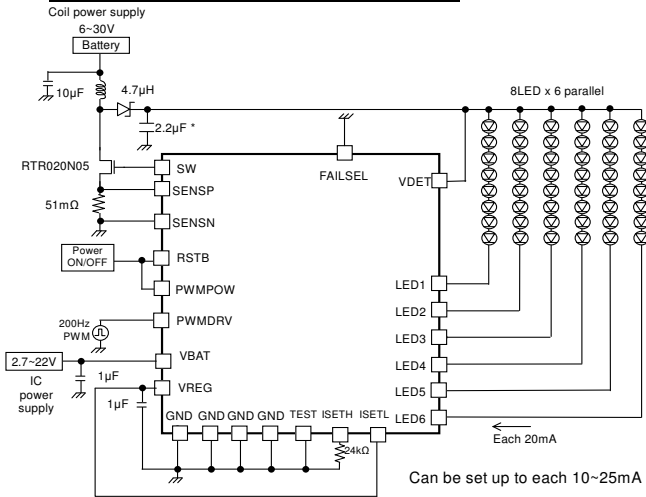 Coil power supply
6~30V
Battery
10µF
4.7µH
2.2µF *
8LED x 6 parallel
RTR020N05
SW
FAILSEL
VDET
SENSP
51mΩ
SENSN
Power
ON/OFF
RSTB
PWMPOW
LED1
LED2
200Hz
PWM
PWMDRV
LED3
2.7~22V
VBAT
LED4
IC
power
supply
1µF
VREG
LED5
1µF
GND GND GND GND TEST ISETH ISETL
LED6
24kΩ
Each 20mA
Can be set up to each 10~25mA